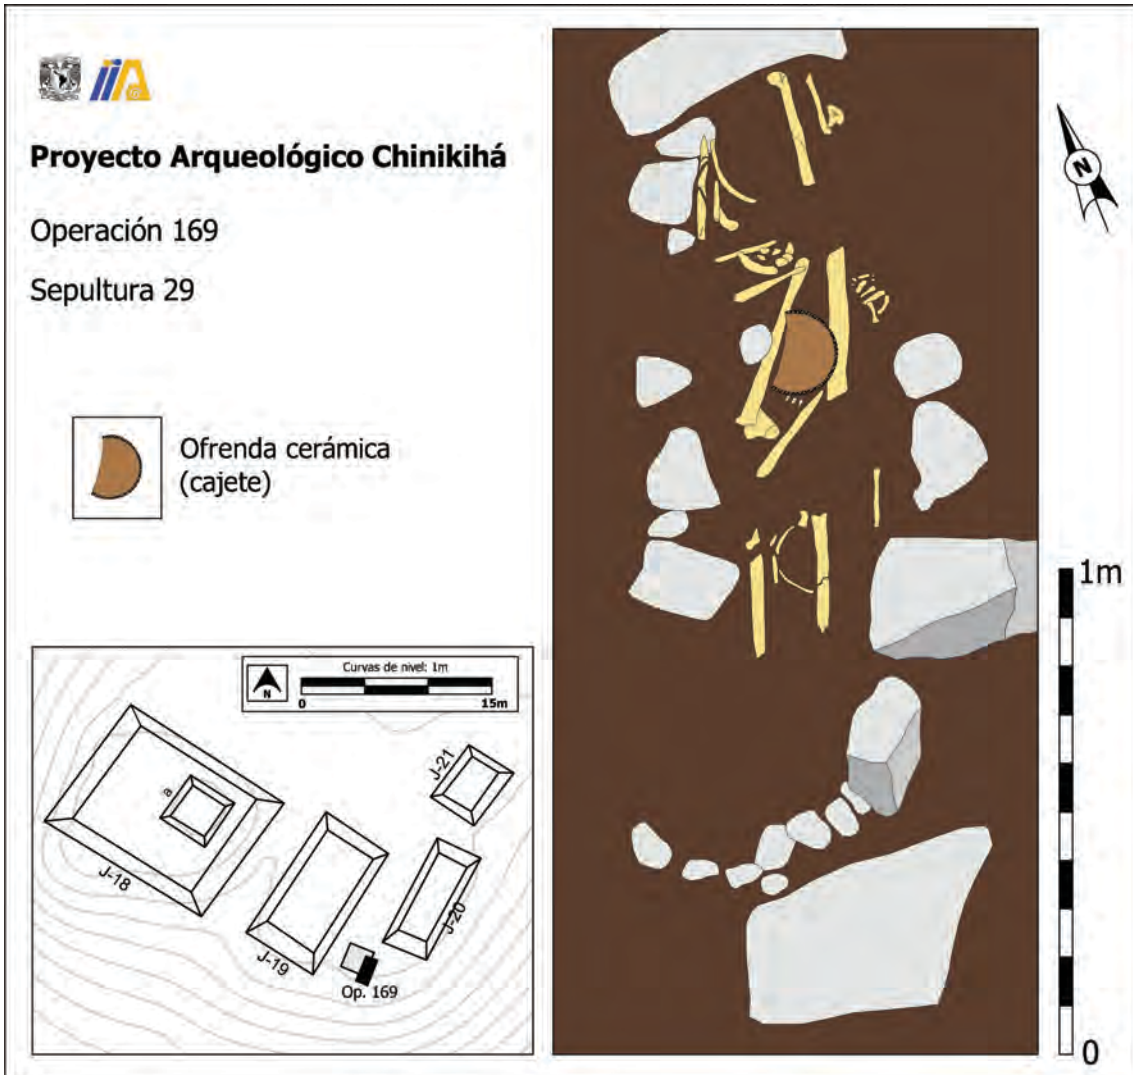 Proyecto Arqueológico Chinikihá
Operación 169
Sepultura 29
Ofrenda cerámica
(cajete)
N
1m
0
Curvas de nivel: 1m
N
0
15m
J-21
a
J-18
J-20
J-19
Op. 169